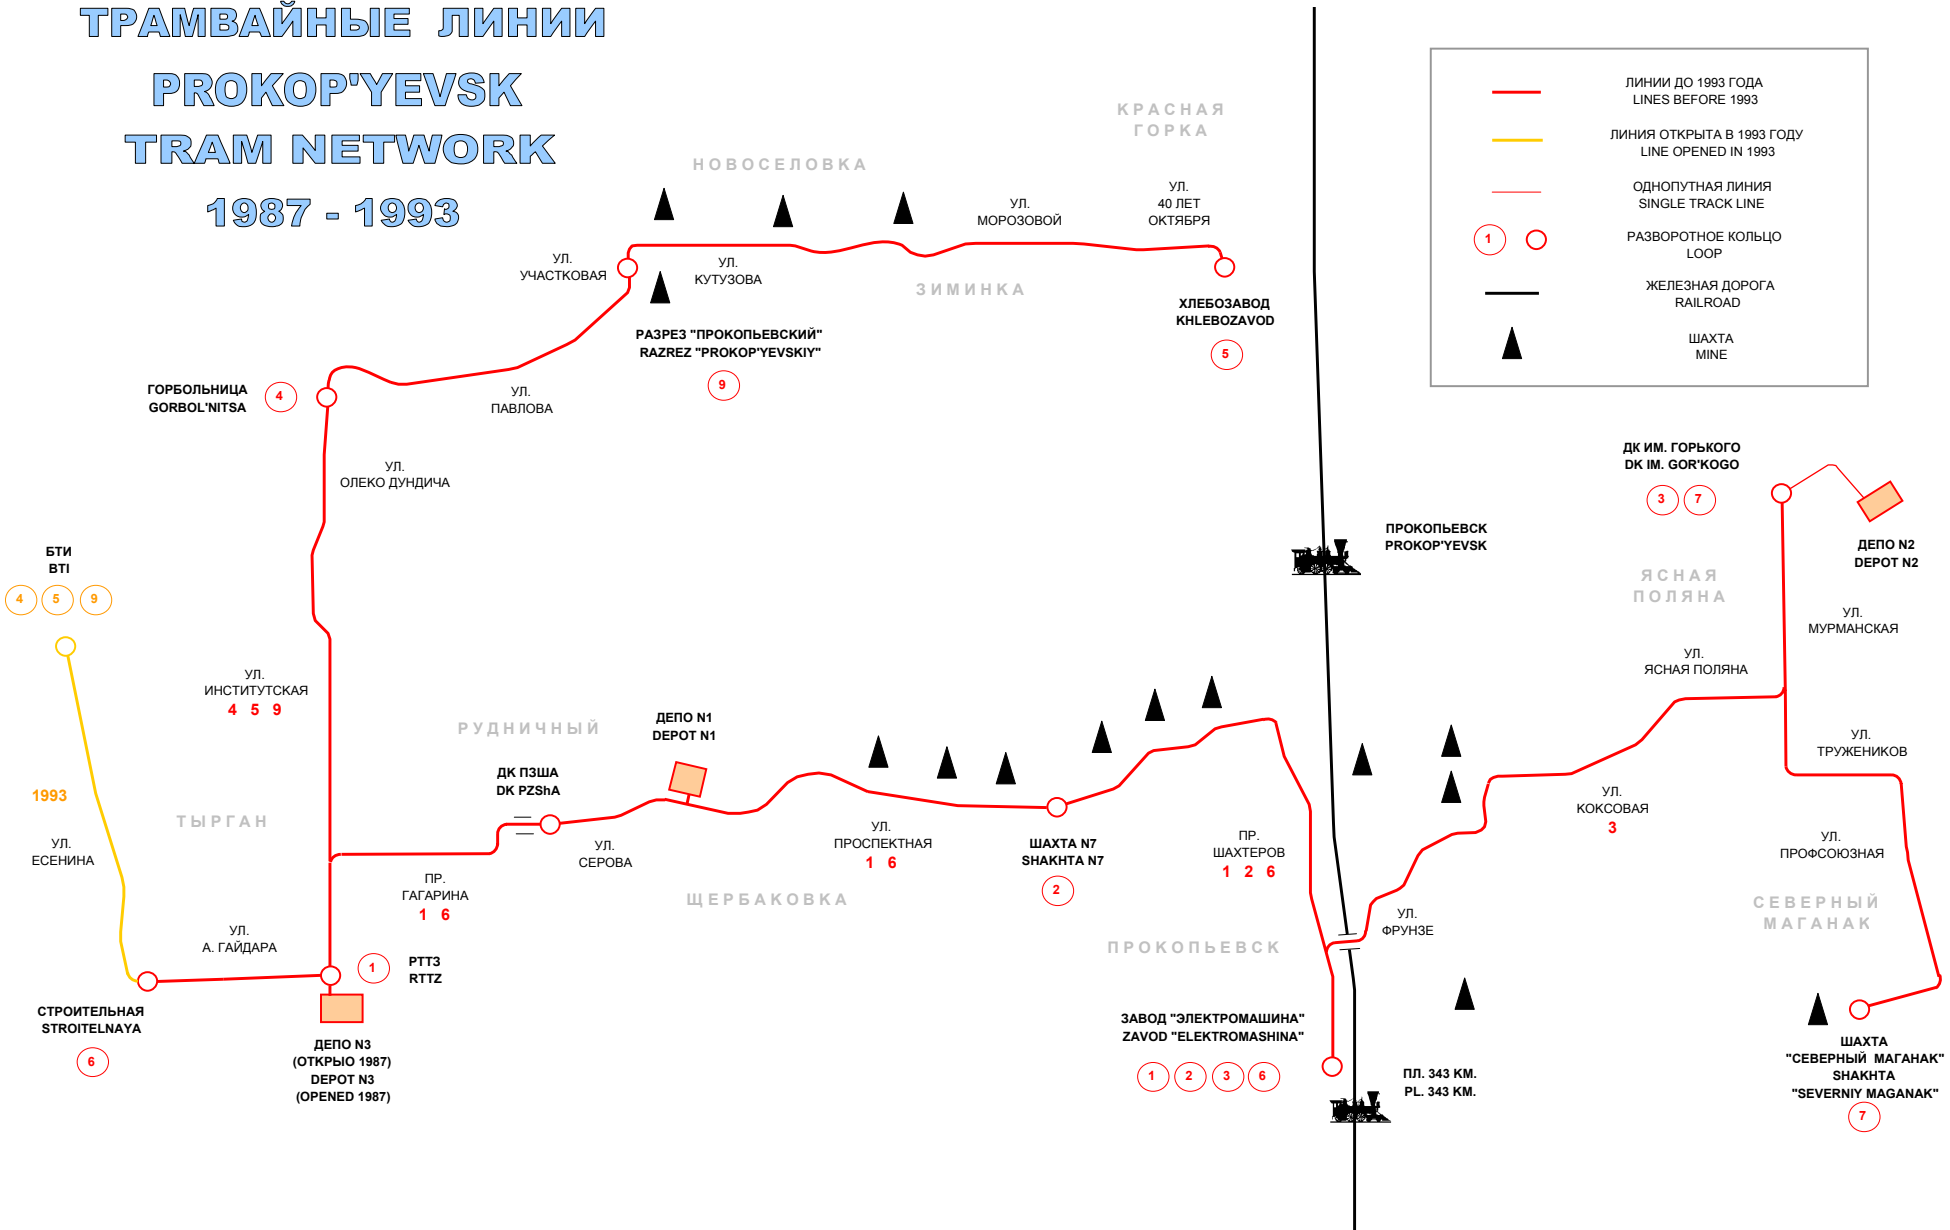 ТРАМВАЙНЫЕ ЛИНИИ
PROKOP'YEVSK
TRAM NETWORK
1987 - 1993
ЛИНИИ ДО 1993 ГОДА
LINES BEFORE 1993
ЛИНИЯ ОТКРЫТА В 1993 ГОДУ
LINE OPENED IN 1993
ОДНОПУТНАЯ ЛИНИЯ
SINGLE TRACK LINE
1
РАЗВОРОТНОЕ КОЛЬЦО
LOOP
ЖЕЛЕЗНАЯ ДОРОГА
RAILROAD
ШАХТА
MINE
КРАСНАЯ
ГОРКА
НОВОСЕЛОВКА
УЛ.
МОРОЗОВОЙ
УЛ.
40 ЛЕТ
ОКТЯБРЯ
УЛ.
УЧАСТКОВАЯ
УЛ.
КУТУЗОВА
ЗИМИНКА
ХЛЕБОЗАВОД
KHLEBOZAVOD
5
РАЗРЕЗ "ПРОКОПЬЕВСКИЙ"
RAZREZ "PROKOP'YEVSKIY"
9
ГОРБОЛЬНИЦА
GORBOL'NITSA
4
УЛ.
ПАВЛОВА
УЛ.
ОЛЕКО ДУНДИЧА
ДК ИМ. ГОРЬКОГО
DK IM. GOR'KOGO
3 7
ПРОКОПЬЕВСК
PROKOP'YEVSK
ДЕПО N2
DEPOT N2
БТИ
BTI
4 5 9
ЯСНАЯ
ПОЛЯНА
УЛ.
МУРМАНСКАЯ
УЛ.
ЯСНАЯ ПОЛЯНА
УЛ.
ИНСТИТУТСКАЯ
4 5 9
РУДНИЧНЫЙ
ДЕПО N1
DEPOT N1
УЛ.
ТРУЖЕНИКОВ
ДК ПЗША
DK PZShA
1993
ТЫРГАН
УЛ.
ЕСЕНИНА
УЛ.
СЕРОВА
УЛ.
ПРОСПЕКТНАЯ
1 6
ШАХТА N7
SHAKHTA N7
2
ПР.
ШАХТЕРОВ
1 2 6
УЛ.
КОКСОВАЯ
3
УЛ.
ПРОФСОЮЗНАЯ
ПР.
ГАГАРИНА
1 6
ЩЕРБАКОВКА
УЛ.
ФРУНЗЕ
СЕВЕРНЫЙ
МАГАНАК
УЛ.
А. ГАЙДАРА
ПРОКОПЬЕВСК
1
РТТЗ
RTTZ
СТРОИТЕЛЬНАЯ
STROITELNAYA
6
ДЕПО N3
(ОТКРЫО 1987)
DEPOT N3
(OPENED 1987)
ЗАВОД "ЭЛЕКТРОМАШИНА"
ZAVOD "ELEKTROMASHINA"
1 2 3 6
ПЛ. 343 КМ.
PL. 343 KM.
ШАХТА
"СЕВЕРНЫЙ МАГАНАК"
SHAKHTA
"SEVERNIY MAGANAK"
7